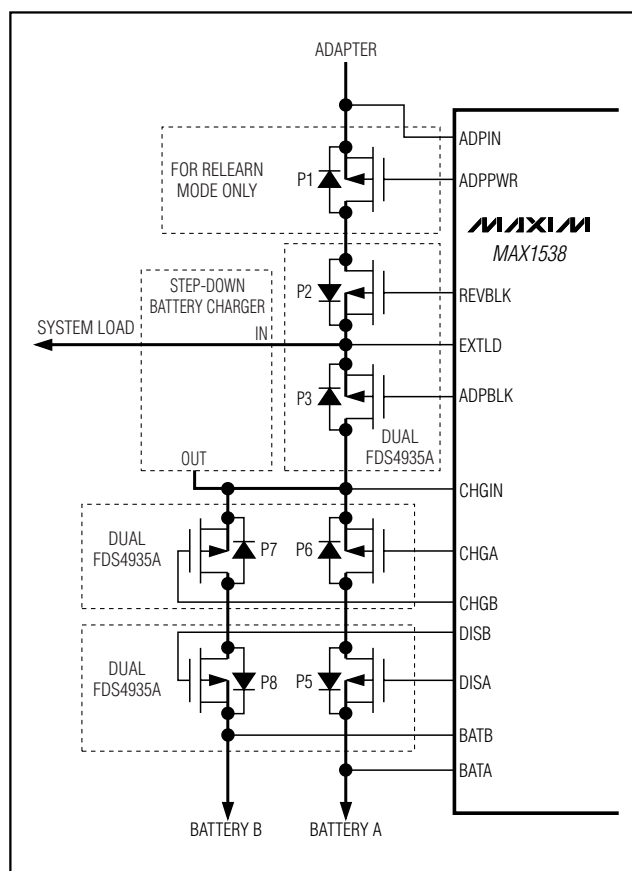 ADAPTER
ADPIN
FOR RELEARN
MODE ONLY
P1
ADPPWR
MAXIM
MAX1538
STEP-DOWN
BATTERY CHARGER
P2
REVBLK
SYSTEM LOAD
IN
EXTLD
P3
ADPBLK
DUAL
FDS4935A
OUT
CHGIN
DUAL
FDS4935A
P7
P6
CHGA
CHGB
DISB
DUAL
FDS4935A
P8
P5
DISA
BATB
BATA
BATTERY B
BATTERY A